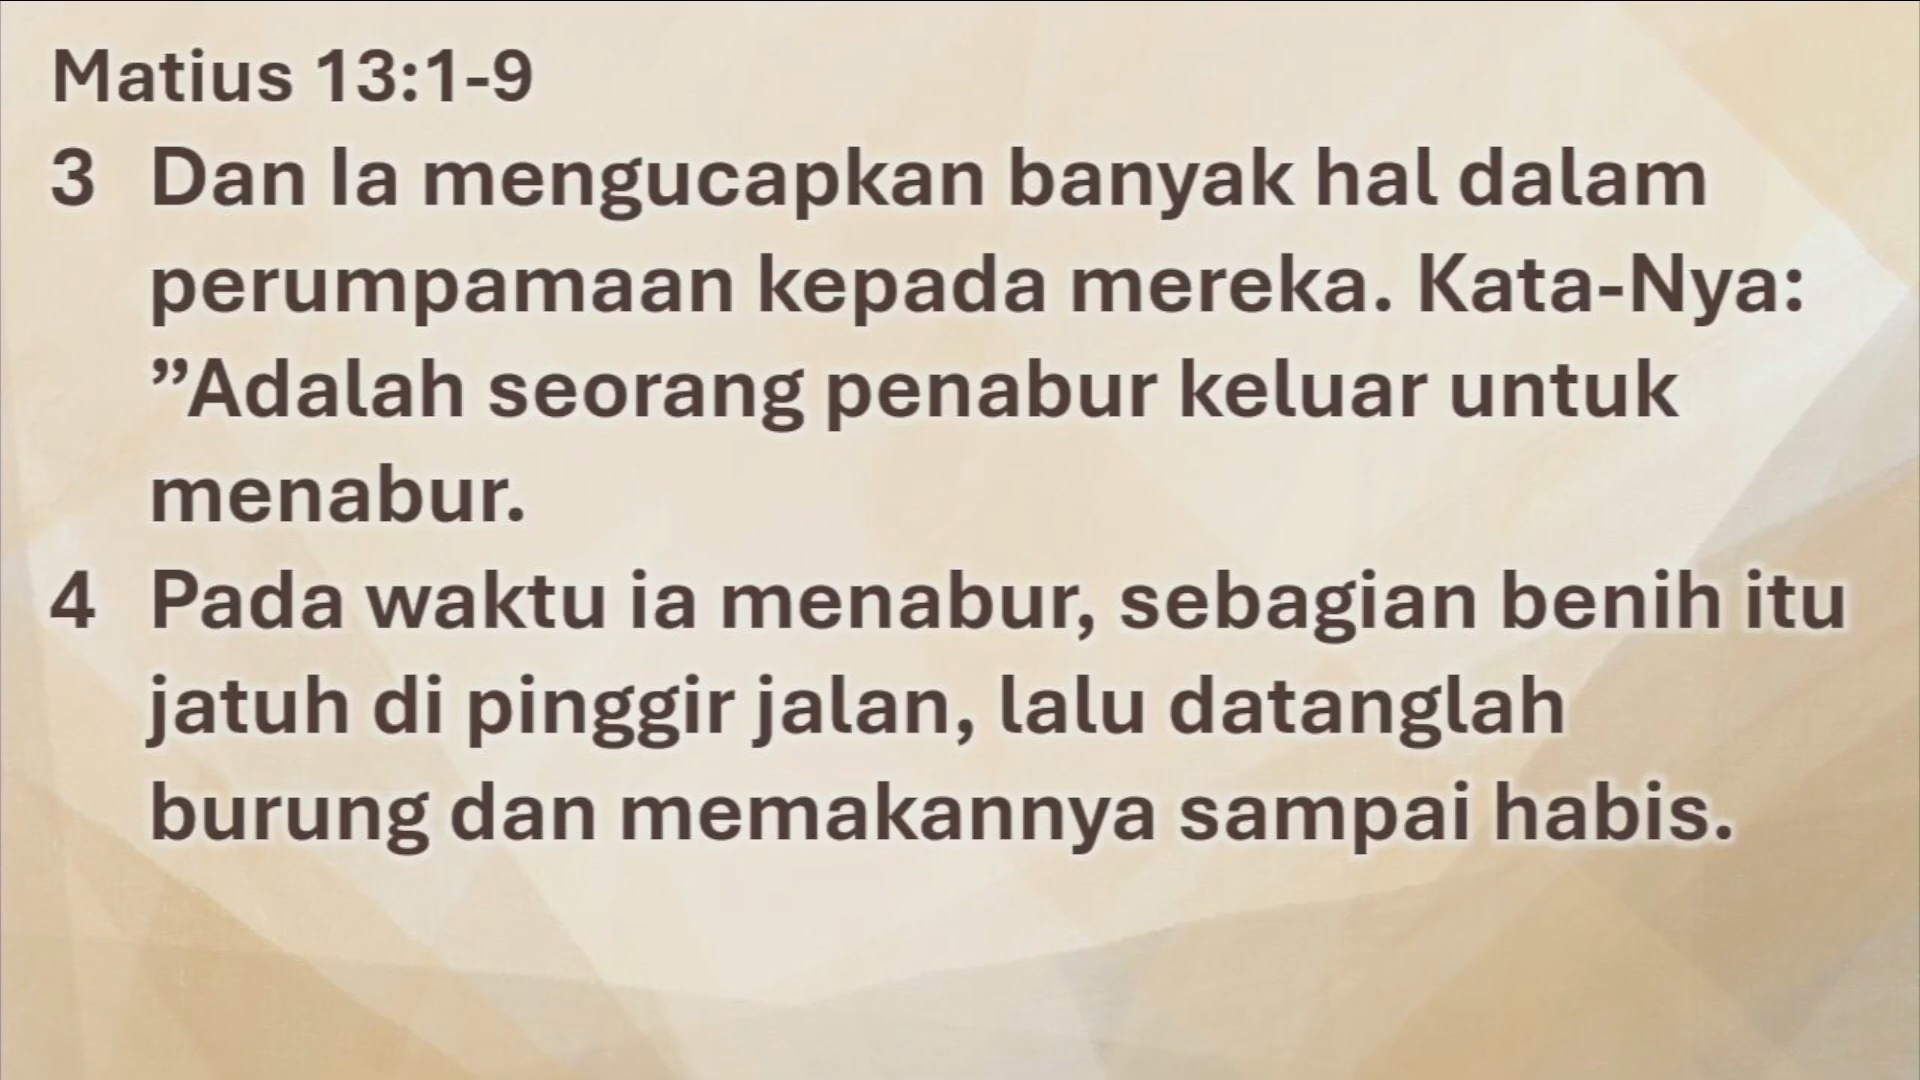 Matius 13:1-9
3 Dan Ia mengucapkan banyak hal dalam
perumpamaan kepada mereka. Kata-Nya:
”Adalah seorang penabur keluar untuk
menabur.
4 Pada waktu ia menabur, sebagian benih itu
jatuh di pinggir jalan, lalu datanglah
burung dan memakannya sampai habis.